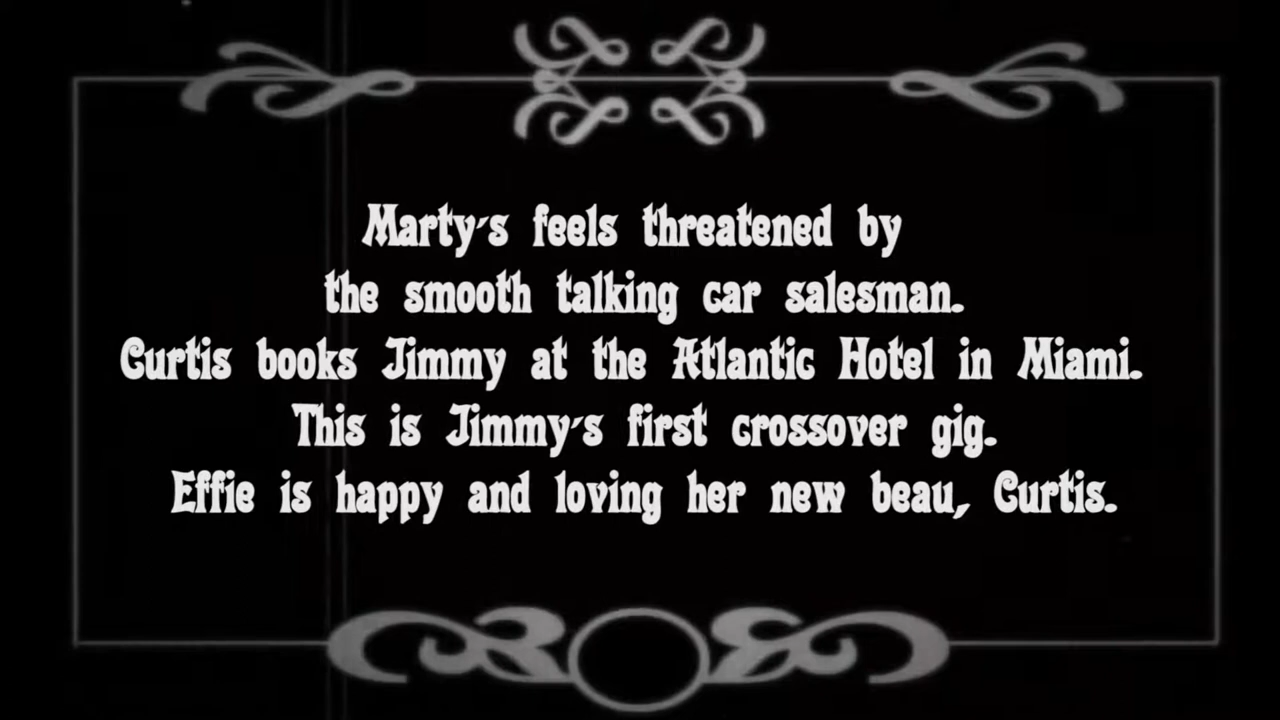 Marty's feels threatened by
the smooth talking car salesman.
Curtis books Jimmy at the Atlantic Hotel in Miami.
This is Jimmy's first crossover gig.
Effie is happy and loving her new beau, Curtis.